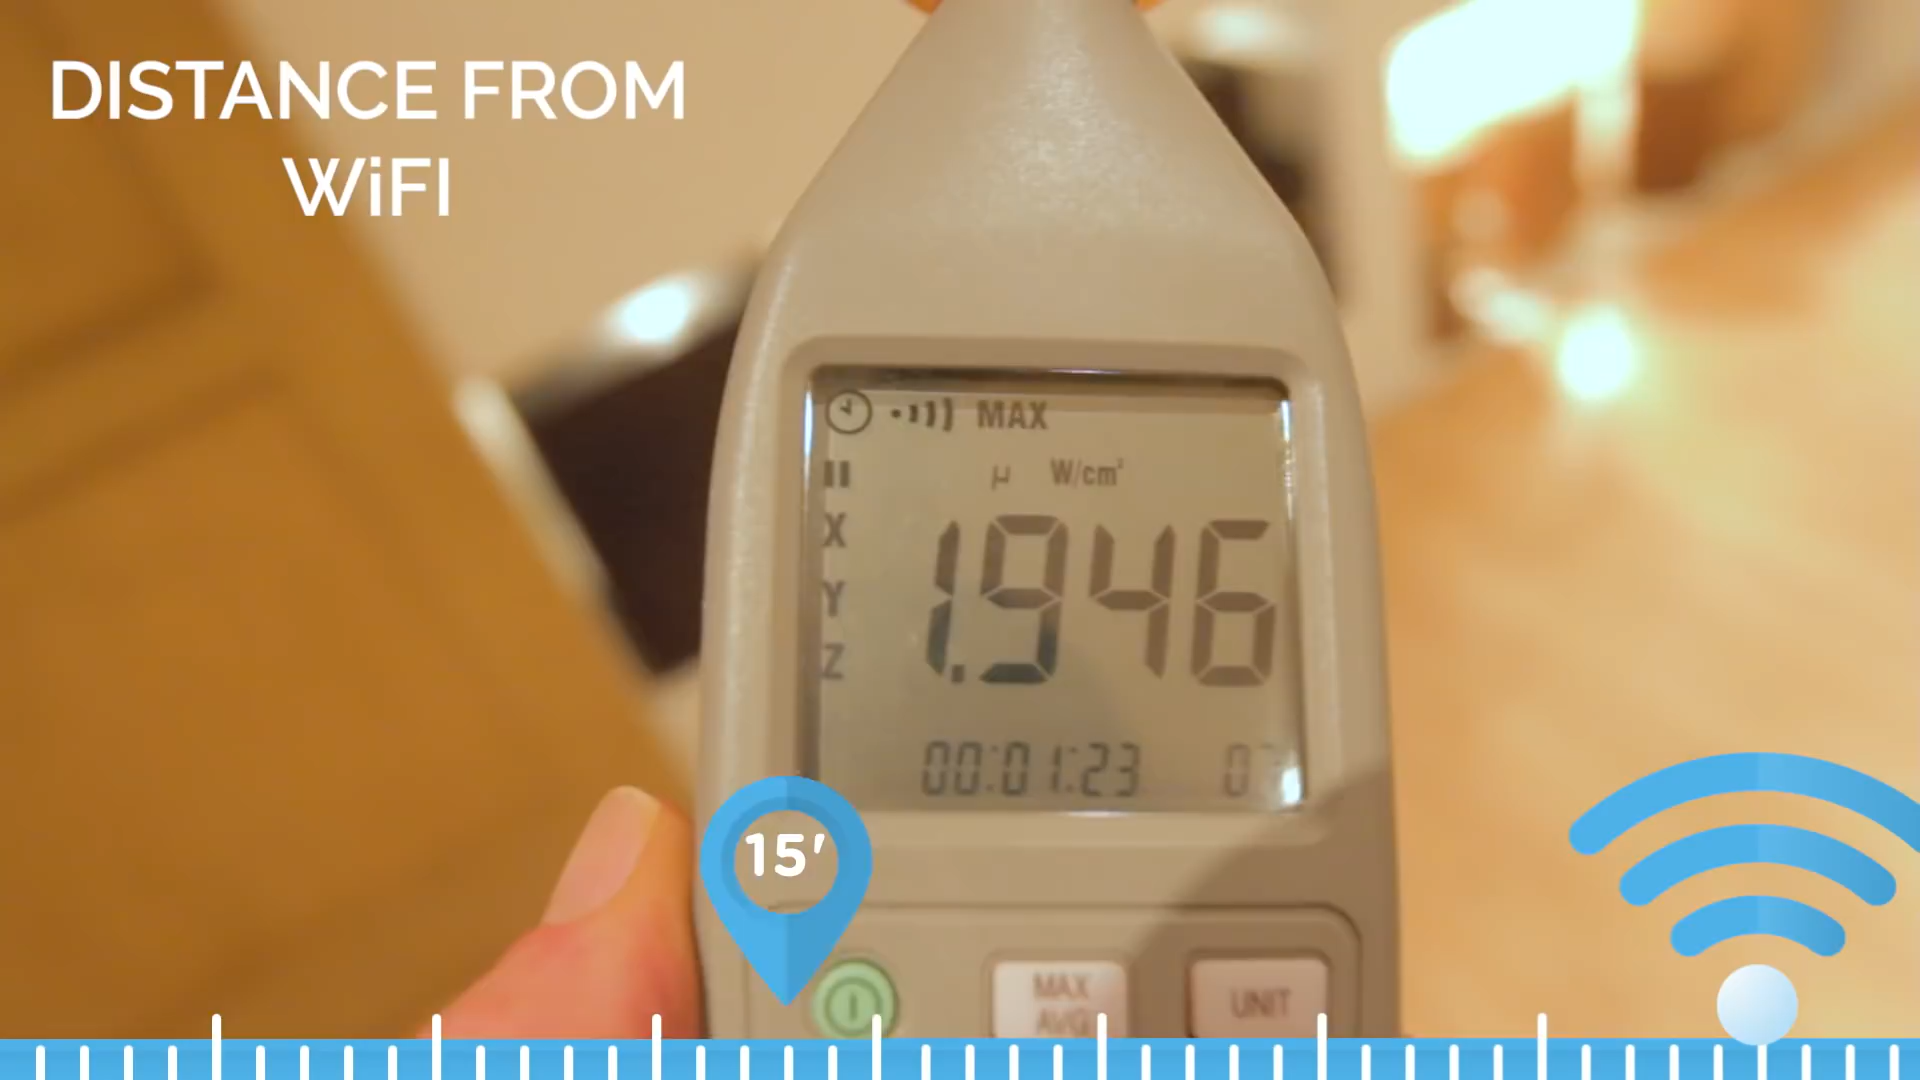 DISTANCE FROM
WiFI
MAX
µ W/cm²
X
1.946
Y
Z
00:01:23
15'
MAX
AVG
UNIT